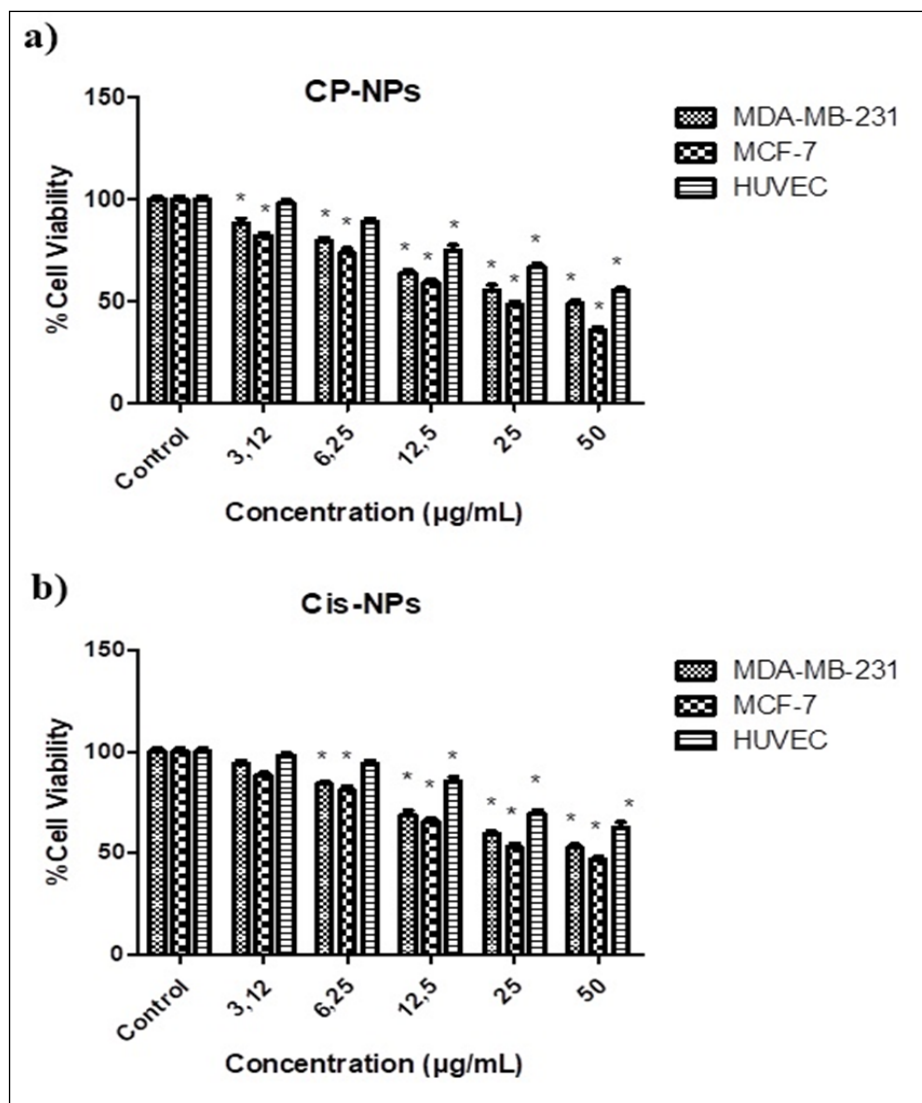 a)
CP-NPs
MDA-MB-231
MCF-7
HUVEC
% Cell Viability
150
100
50
0
* * * * * * * * * * * * *
Control 3,12 6,25 12,5 25 50
Concentration (µg/mL)
b)
Cis-NPs
MDA-MB-231
MCF-7
HUVEC
%Cell Viability
150
100
50
0
* * * * * * * * * * *
Control 3,12 6,25 12,5 25 50
Concentration (µg/mL)